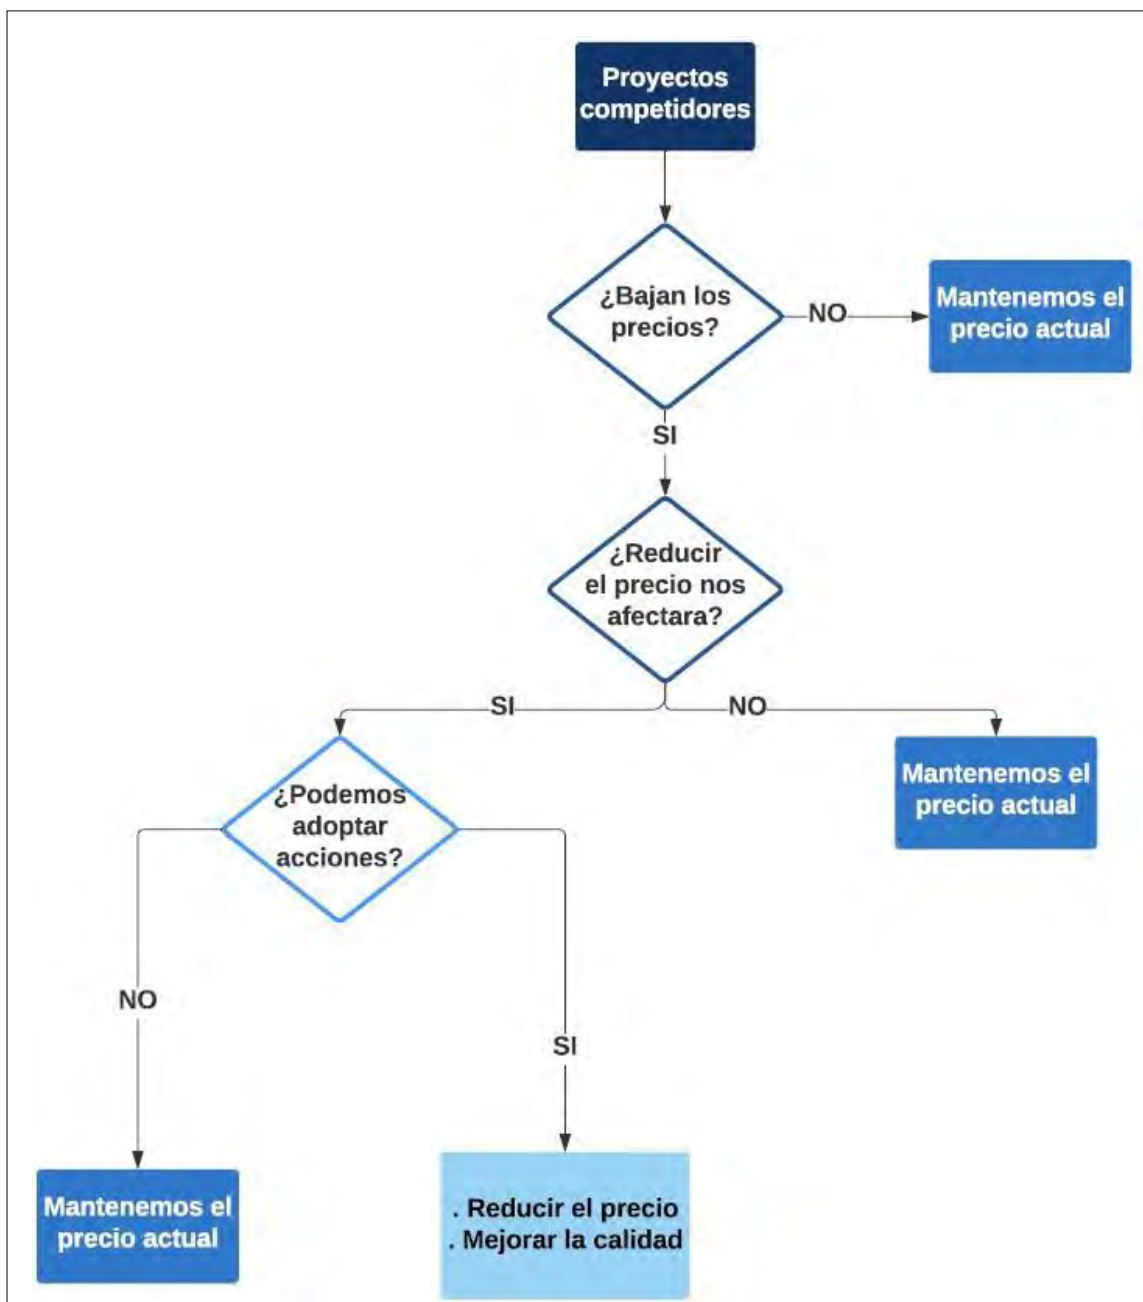 Proyectos
competidores
¿Bajan los
precios?
NO
Mantenemos el
precio actual
SI
¿Reducir
el precio nos
afectara?
SI
NO
Mantenemos el
precio actual
¿Podemos
adoptar
acciones?
NO
SI
Mantenemos el
precio actual
. Reducir el precio
. Mejorar la calidad